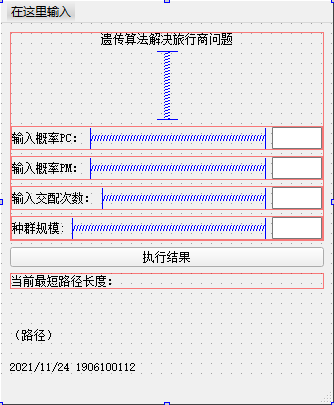 在这里输入
遗传算法解决旅行商问题
输入概率PC：
输入概率PM：
输入交配次数：
种群规模:
执行结果
当前最短路径长度：
（路径）
2021/11/24 1906100112